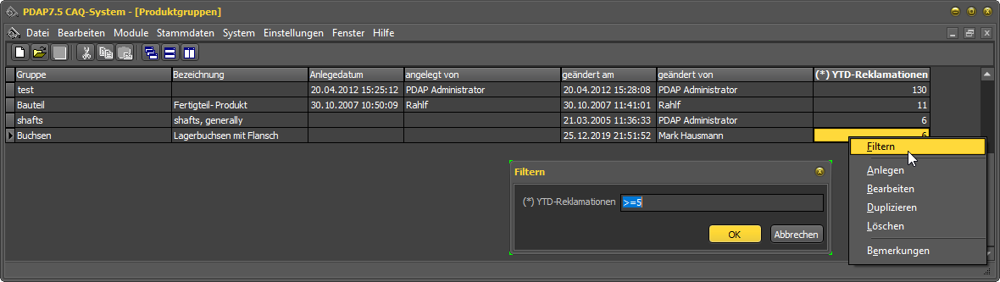 PDAP7.5 CAQ-System - [Produktgruppen]
Datei Bearbeiten Module Stammdaten System Einstellungen Fenster Hilfe
Gruppe Bezeichnung Anlegedatum angelegt von geändert am geändert von (*) YTD-Reklamationen
test 20.04.2012 15:25:12 PDAP Administrator 20.04.2012 15:28:08 PDAP Administrator 130
Bauteil Fertigteil-Produkt 30.10.2007 10:50:09 Rahlf 30.10.2007 11:41:01 Rahlf 11
shafts shafts, generally 21.03.2005 11:36:33 PDAP Administrator 6
Buchsen Lagerbuchsen mit Flansch 25.12.2019 21:51:52 Mark Hausmann 6
Filtern
Anlegen
Bearbeiten
Duplizieren
Löschen
Bemerkungen
Filtern
(*) YTD-Reklamationen >=5
OK Abbrechen